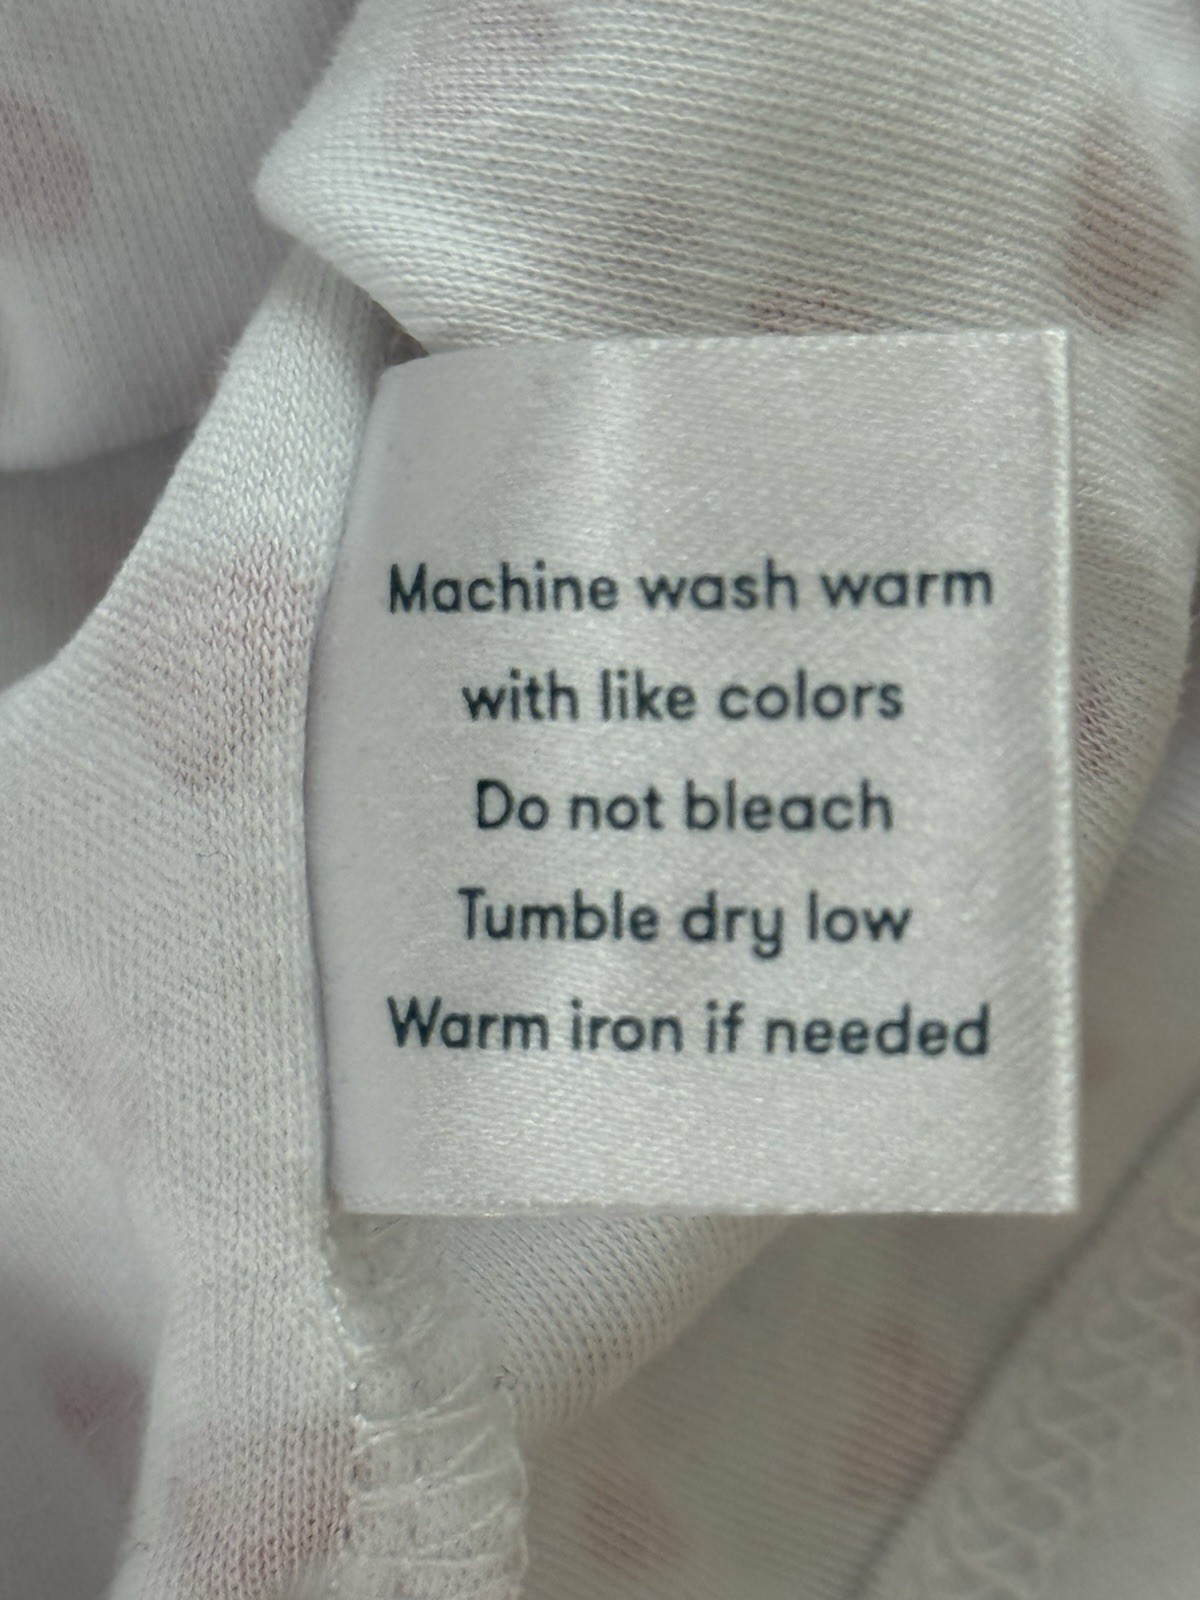 Machine wash warm
with like colors
Do not bleach
Tumble dry low
Warm iron if needed